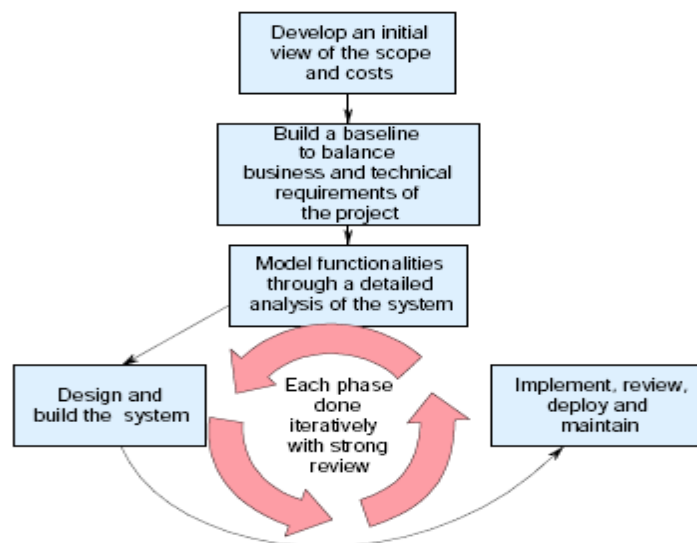 Develop an initial
view of the scope
and costs
Build a baseline
to balance
business and technical
requirements of
the project
Model functionalities
through a detailed
analysis of the system
Design and
build the system
Each phase
done
iteratively
with strong
review
Implement, review,
deploy and
maintain